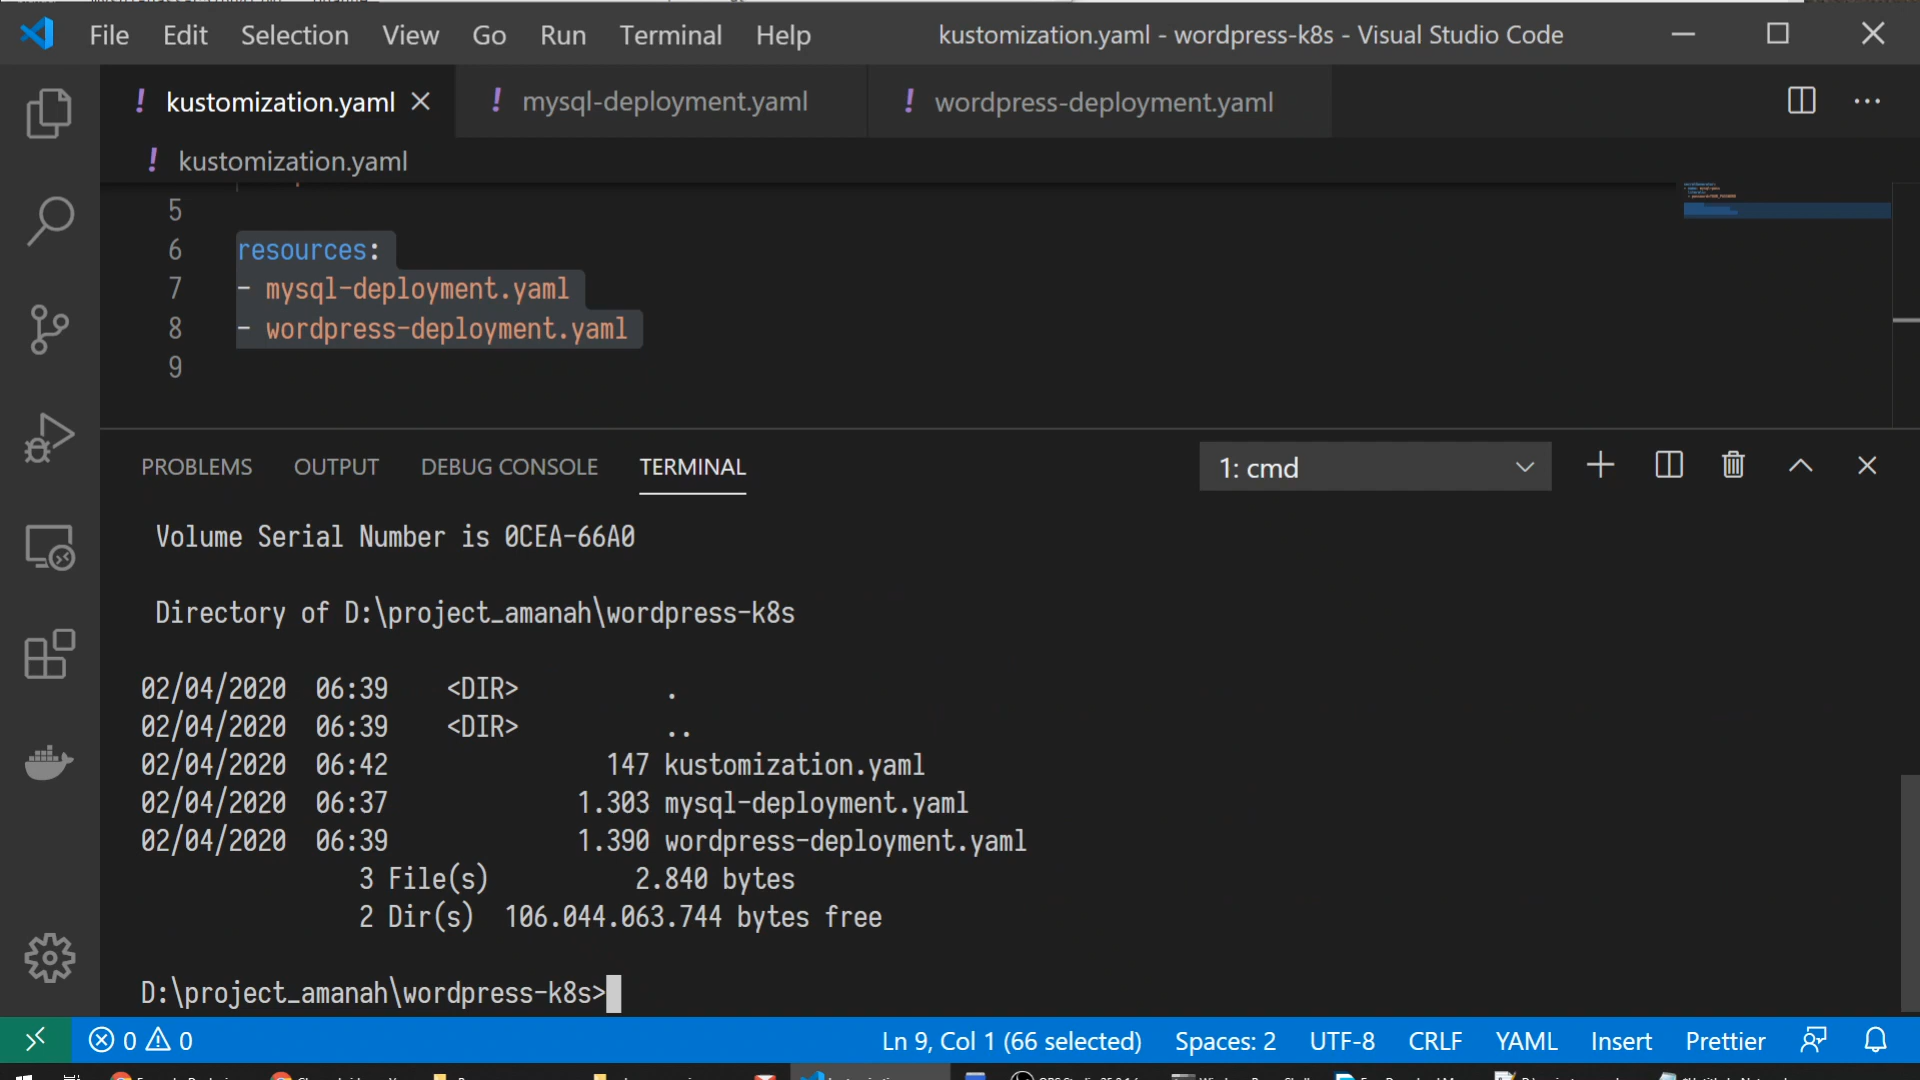 File Edit Selection View Go Run Terminal Help kustomization.yaml - wordpress-k8s - Visual Studio Code
! kustomization.yaml ! mysql-deployment.yaml ! wordpress-deployment.yaml
! kustomization.yaml
5
6 resources:
7 - mysql-deployment.yaml
8 - wordpress-deployment.yaml
9
PROBLEMS OUTPUT DEBUG CONSOLE TERMINAL 1: cmd
Volume Serial Number is 0CEA-66A0
Directory of D:\project_amanah\wordpress-k8s
02/04/2020 06:39 <DIR> .
02/04/2020 06:39 <DIR> ..
02/04/2020 06:42 147 kustomization.yaml
02/04/2020 06:37 1.303 mysql-deployment.yaml
02/04/2020 06:39 1.390 wordpress-deployment.yaml
3 File(s) 2.840 bytes
2 Dir(s) 106.044.063.744 bytes free
D:\project_amanah\wordpress-k8s>
0 0 Ln 9, Col 1 (66 selected) Spaces: 2 UTF-8 CRLF YAML Insert Prettier